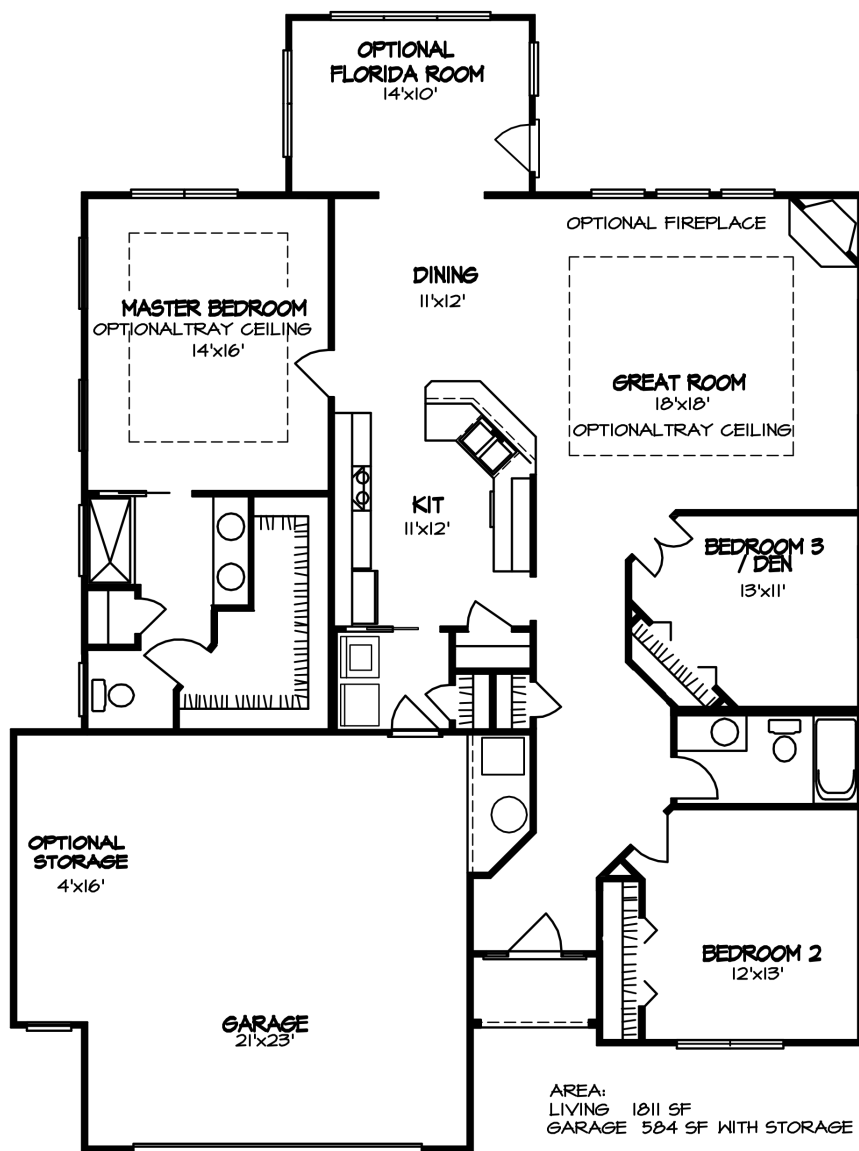 OPTIONAL
FLORIDA ROOM
14'x10'
OPTIONAL FIREPLACE
DINING
11'x12'
MASTER BEDROOM
OPTIONALTRAY CEILING
14'x16'
GREAT ROOM
18'x18'
OPTIONALTRAY CEILING
KIT
11'x12'
BEDROOM 3
/ DEN
13'x11'
OPTIONAL
STORAGE
4'x16'
BEDROOM 2
12'x13'
GARAGE
21'x23'
AREA:
LIVING 1811 SF
GARAGE 584 SF WITH STORAGE